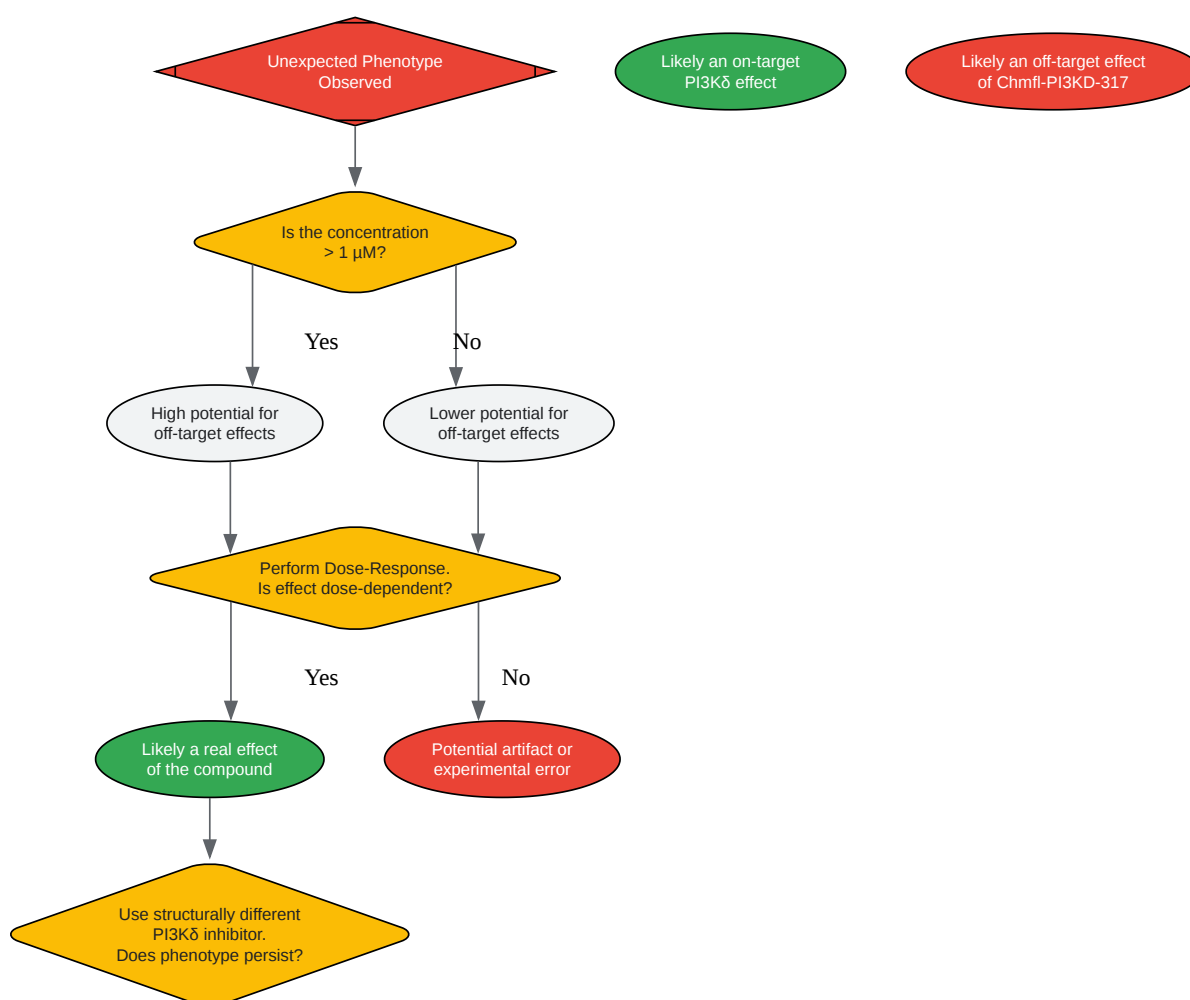 Unexpected Phenotype
Observed
Likely an on-target
PI3Kδ effect
Likely an off-target effect
of Chmfl-PI3KD-317
Is the concentration
> 1 µM?
Yes
No
High potential for
off-target effects
Lower potential for
off-target effects
Perform Dose-Response.
Is effect dose-dependent?
Yes
No
Likely a real effect
of the compound
Potential artifact or
experimental error
Use structurally different
PI3Kδ inhibitor.
Does phenotype persist?